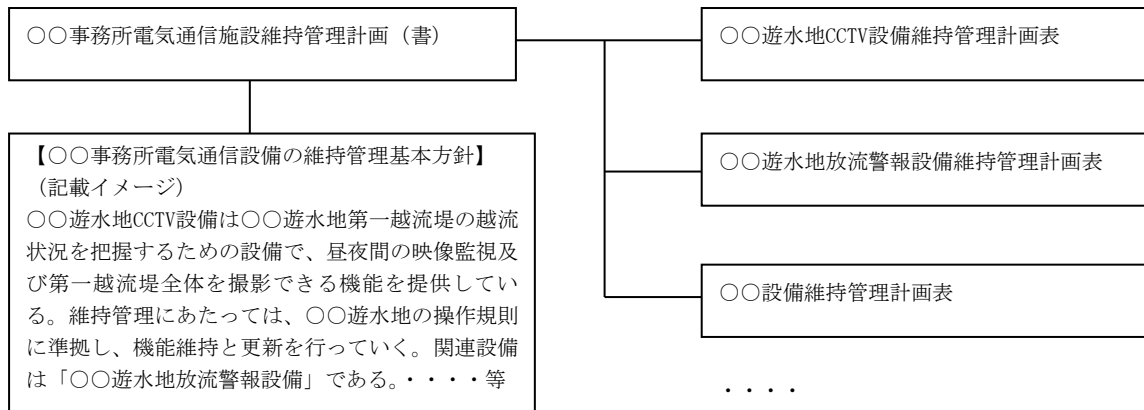 ○○事務所電気通信施設維持管理計画（書）
【○○事務所電気通信設備の維持管理基本方針】
（記載イメージ）
○○遊水地CCTV設備は○○遊水地第一越流堤の越流
状況を把握するための設備で、昼夜間の映像監視及
び第一越流堤全体を撮影できる機能を提供してい
る。維持管理にあたっては、○○遊水地の操作規則
に準拠し、機能維持と更新を行っていく。関連設備
は「○○遊水地放流警報設備」である。・・・・等
○○遊水地CCTV設備維持管理計画表
○○遊水地放流警報設備維持管理計画表
○○設備維持管理計画表
・・・・